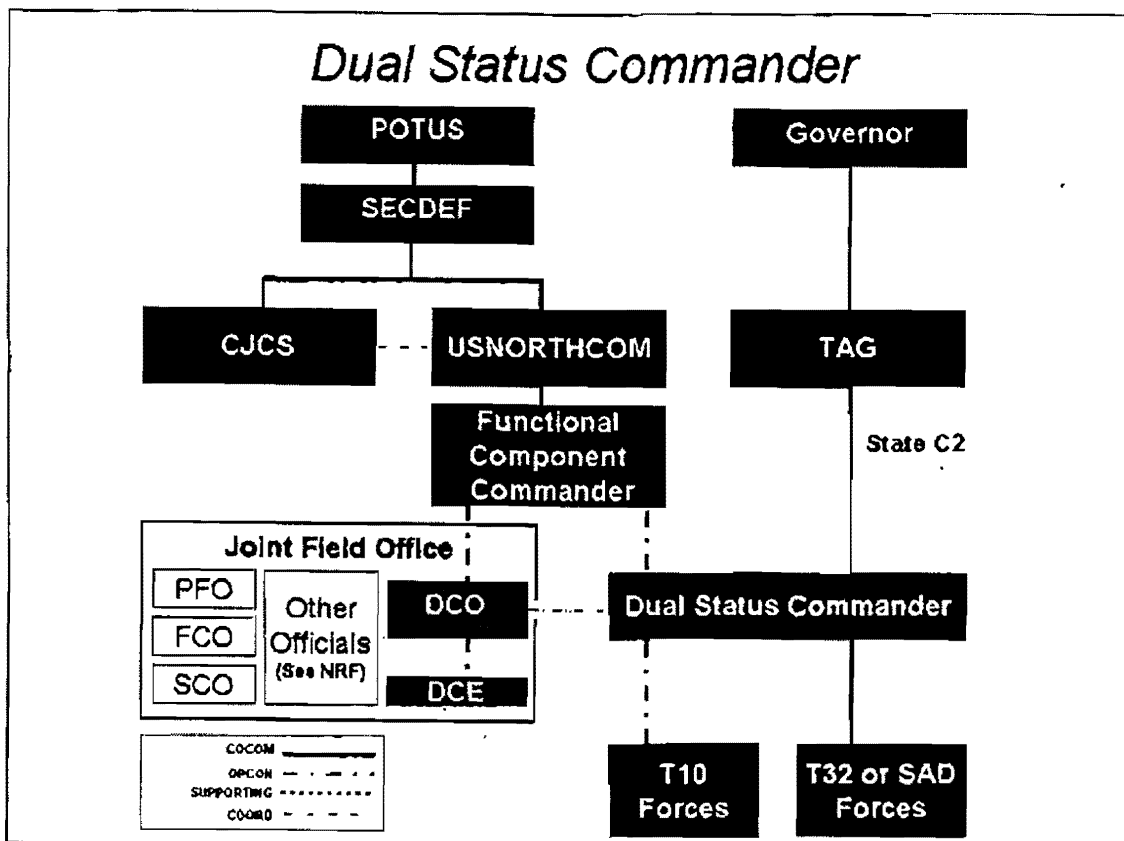 Dual Status Commander
POTUS
Governor
SECDEF
CJCS
USNORTHCOM
TAG
Functional
Component
Commander
State C2
Joint Field Office
PFO
FCO
SCO
Other
Officials
(See NRF)
DCO
DCE
Dual Status Commander
COCOM
OPCON
SUPPORTING
COORD
T10
Forces
T32 or SAD
Forces